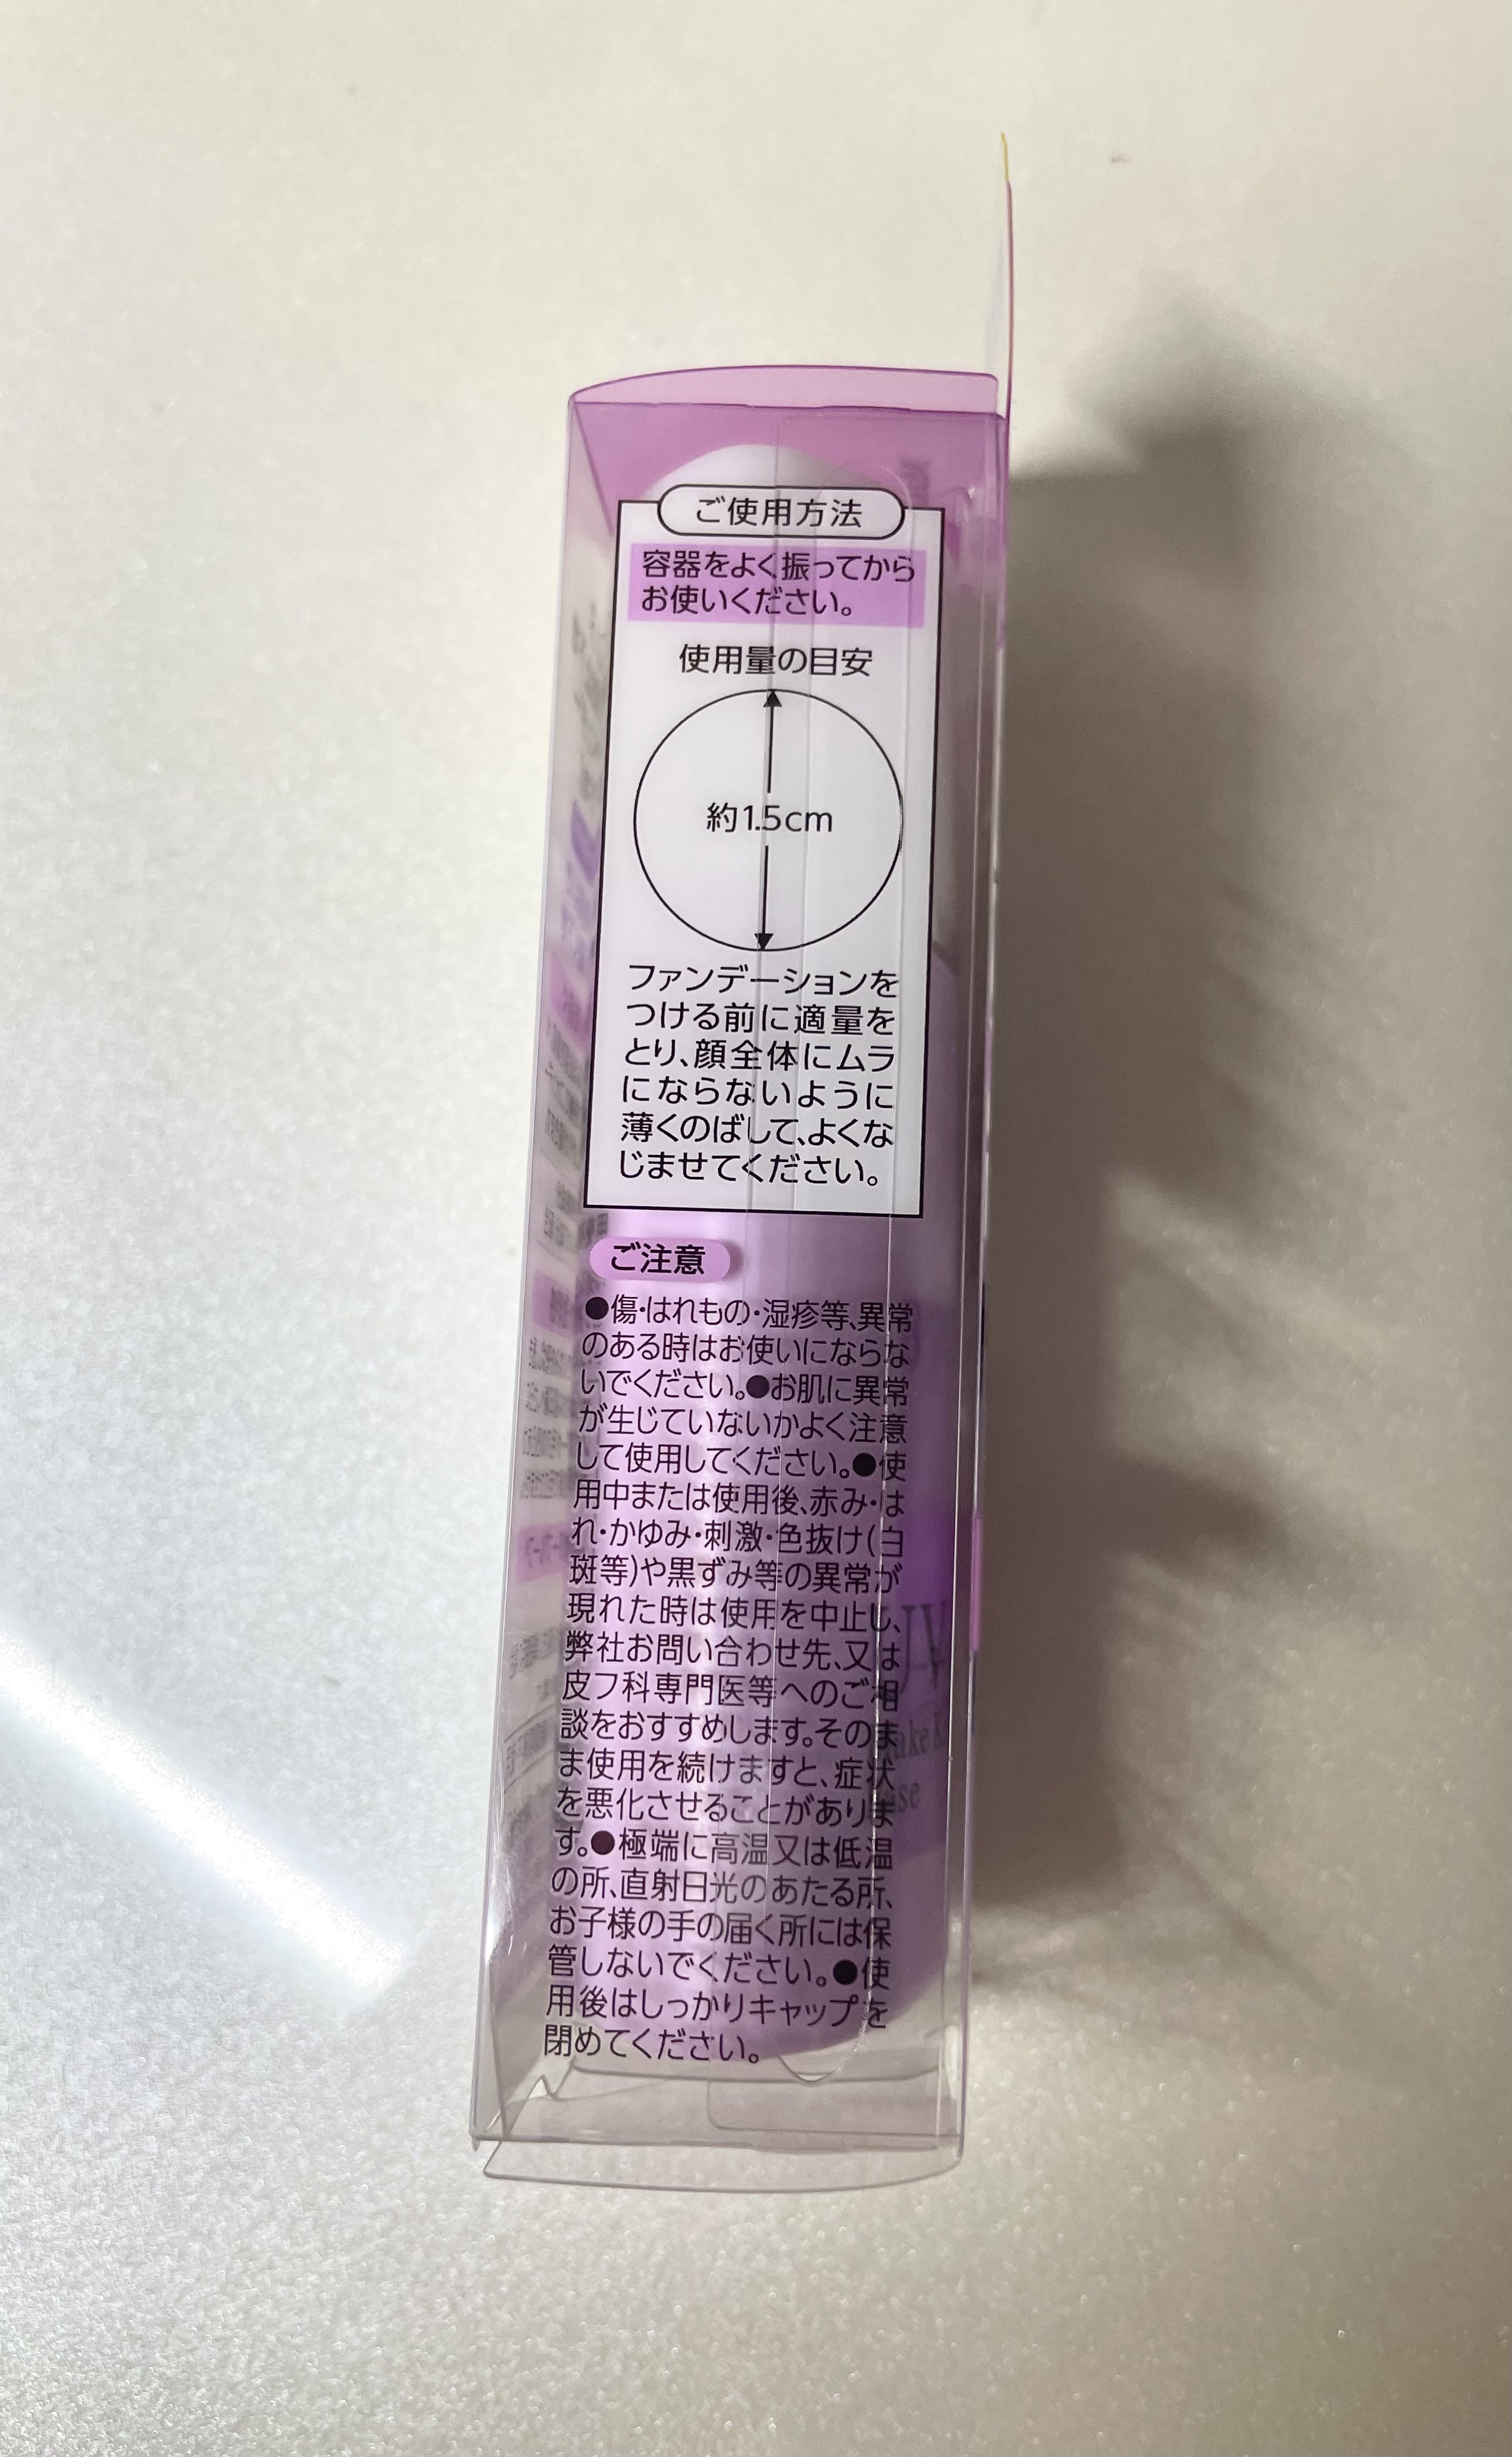 ご使用方法
容器をよく振ってから
お使いください。
使用量の目安
約1.5cm
ファンデーションを
つける前に適量を
とり、顔全体にムラ
にならないように
薄くのばして、よくな
じませてください。
ご注意
●傷・はれもの・湿疹等、異常
のある時はお使いにならな
いでください。●お肌に異常
が生じていないかよく注意
して使用してください。●使
用中または使用後、赤み・は
れ・かゆみ・刺激・色抜け(白
斑等)や黒ずみ等の異常が
現れた時は使用を中止し、
弊社お問い合わせ先、又は
皮フ科専門医等へのご相
談をおすすめします。そのま
ま使用を続けますと、症状
を悪化させることがありま
す。●極端に高温又は低温
の所、直射日光のあたる所、
お子様の手の届く所には保
管しないでください。●使
用後はしっかりキャップを
閉めてください。
UV